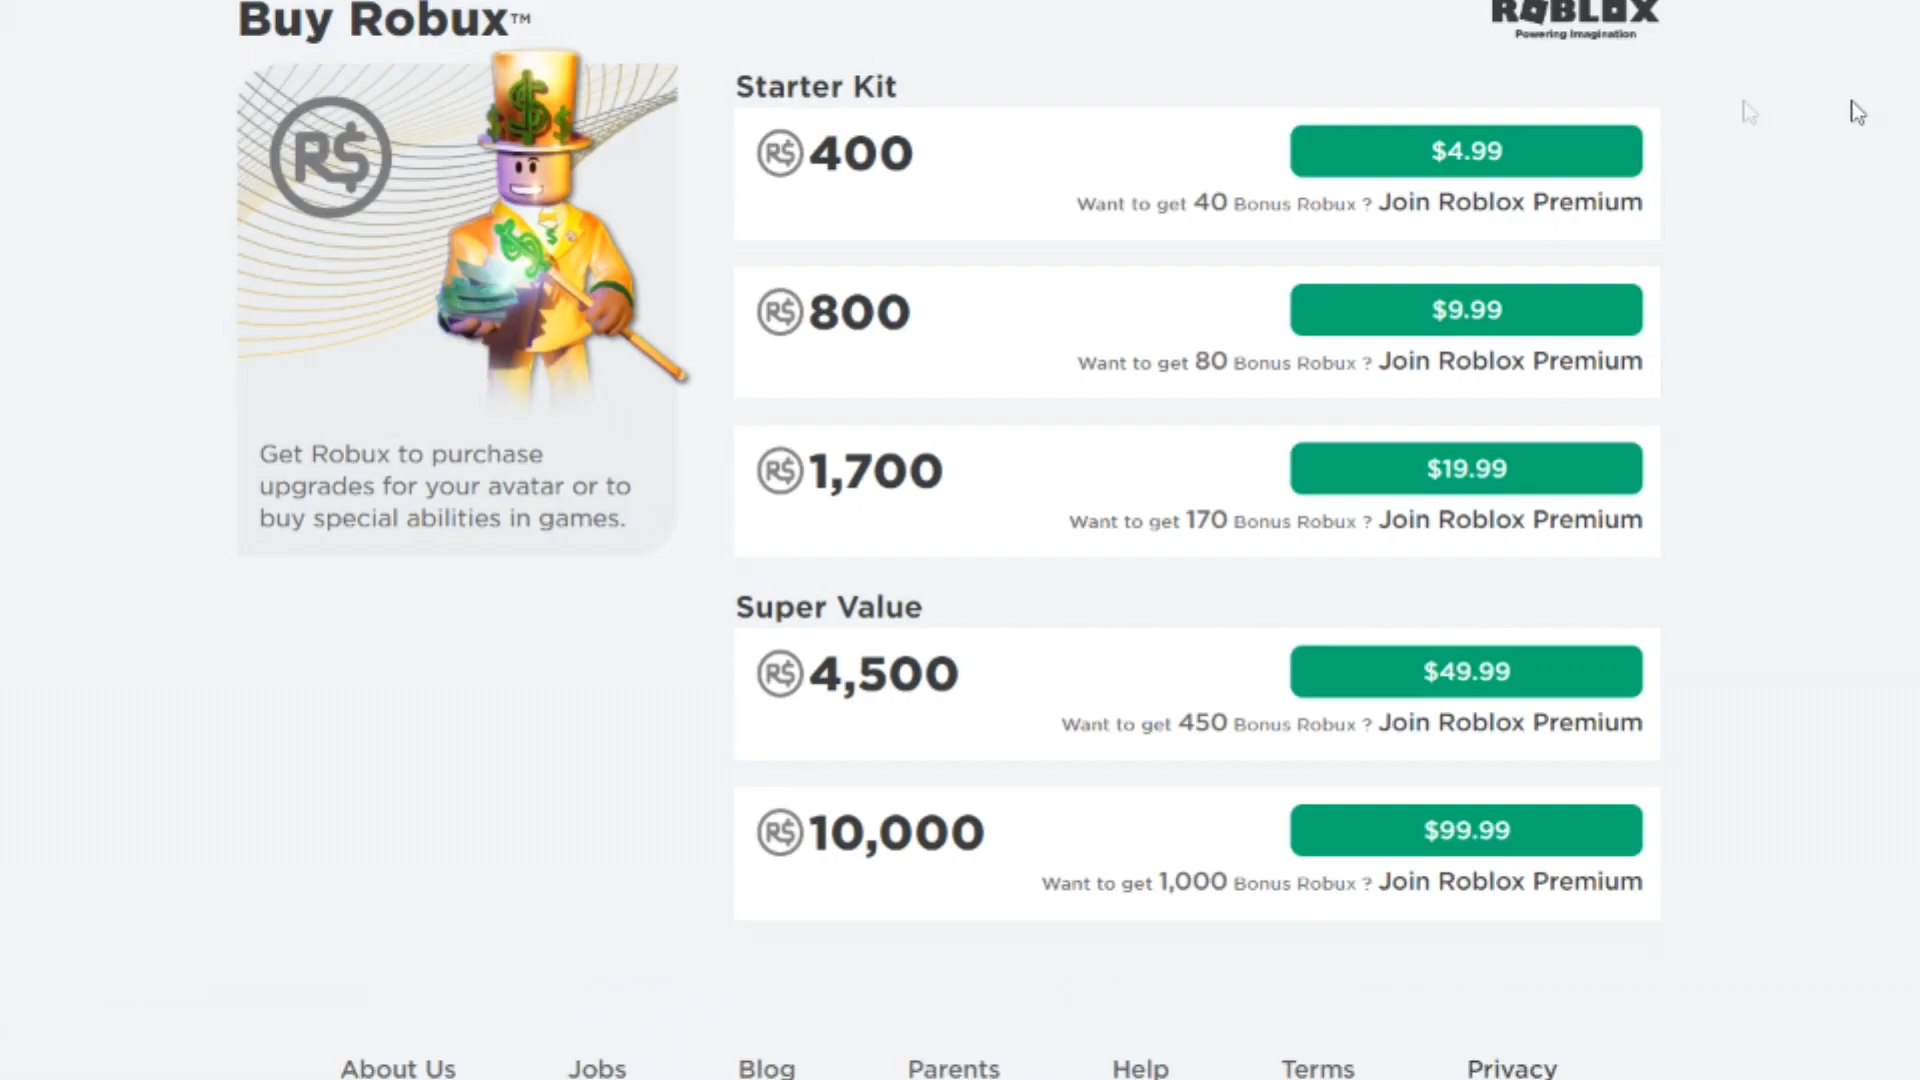 Buy Robux™
ROBLOX
Powering Imagination
R$
Get Robux to purchase
upgrades for your avatar or to
buy special abilities in games.
Starter Kit
R$ 400
$4.99
Want to get 40 Bonus Robux ? Join Roblox Premium
R$ 800
$9.99
Want to get 80 Bonus Robux ? Join Roblox Premium
R$ 1,700
$19.99
Want to get 170 Bonus Robux ? Join Roblox Premium
Super Value
R$ 4,500
$49.99
Want to get 450 Bonus Robux ? Join Roblox Premium
R$ 10,000
$99.99
Want to get 1,000 Bonus Robux ? Join Roblox Premium
About Us Jobs Blog Parents Help Terms Privacy